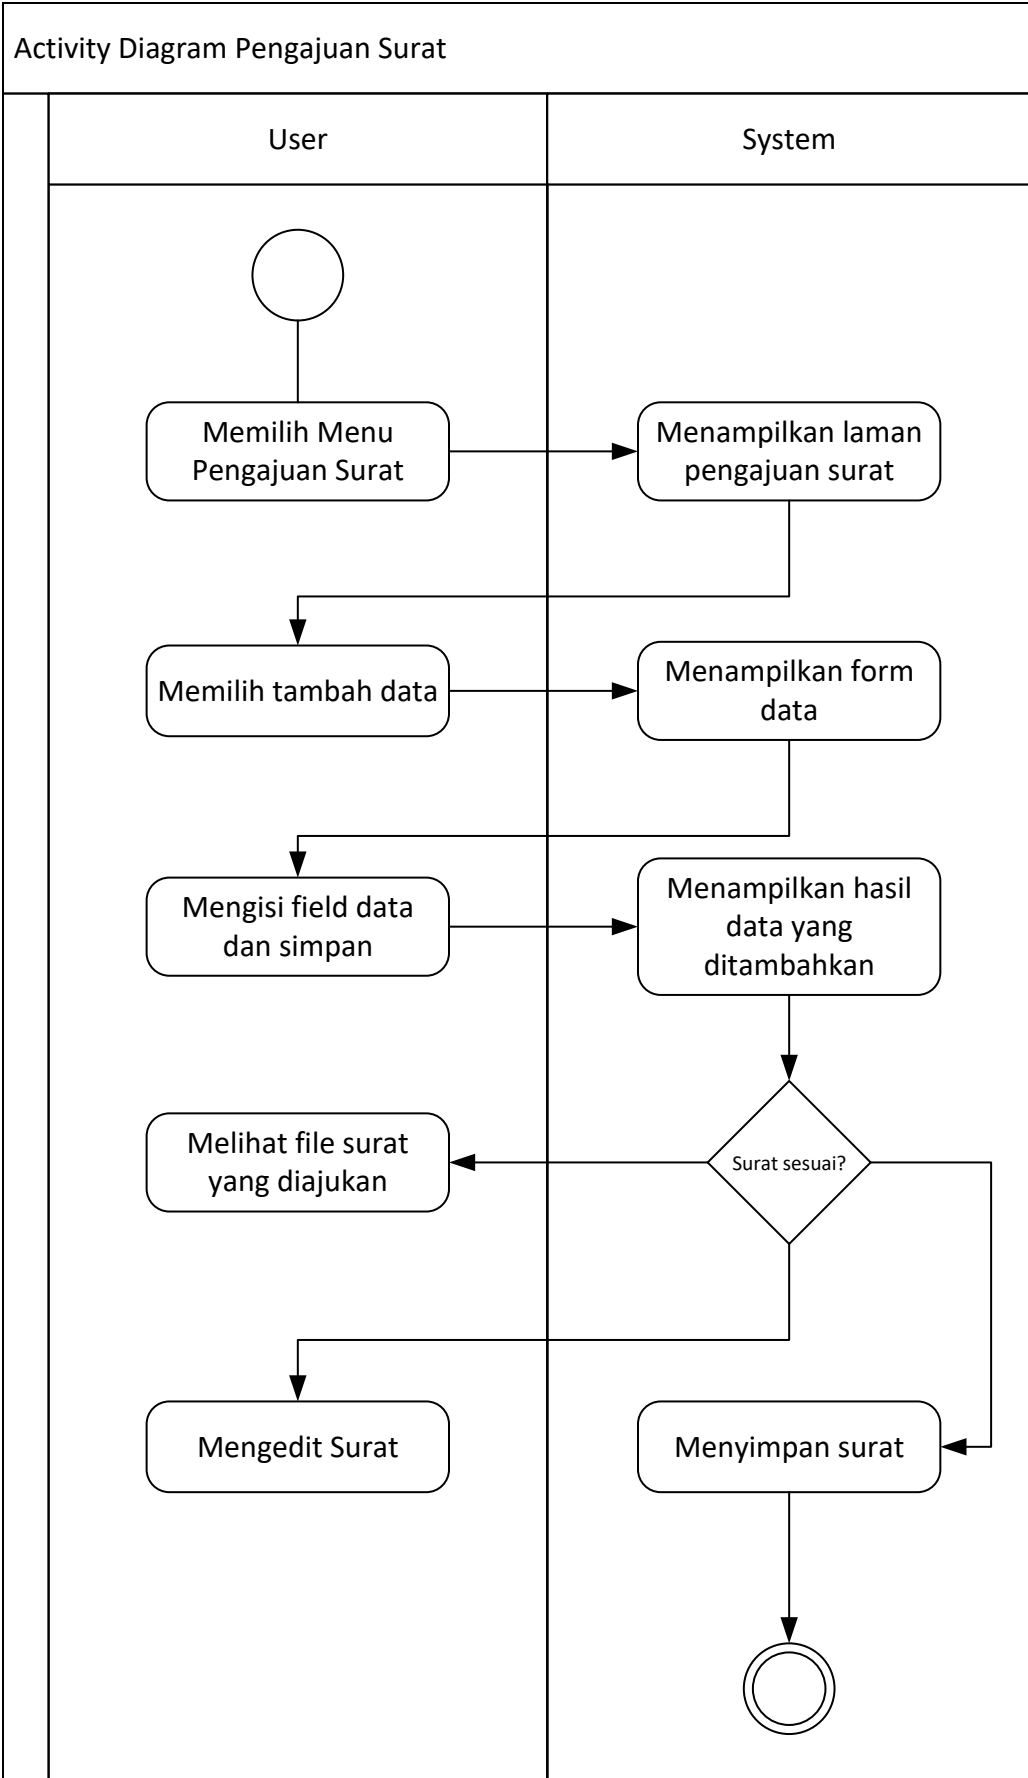 Activity Diagram Pengajuan Surat
User
System
Memilih Menu
Pengajuan Surat
Menampilkan laman
pengajuan surat
Memilih tambah data
Menampilkan form
data
Mengisi field data
dan simpan
Menampilkan hasil
data yang
ditambahkan
Melihat file surat
yang diajukan
Surat sesuai?
Mengedit Surat
Menyimpan surat